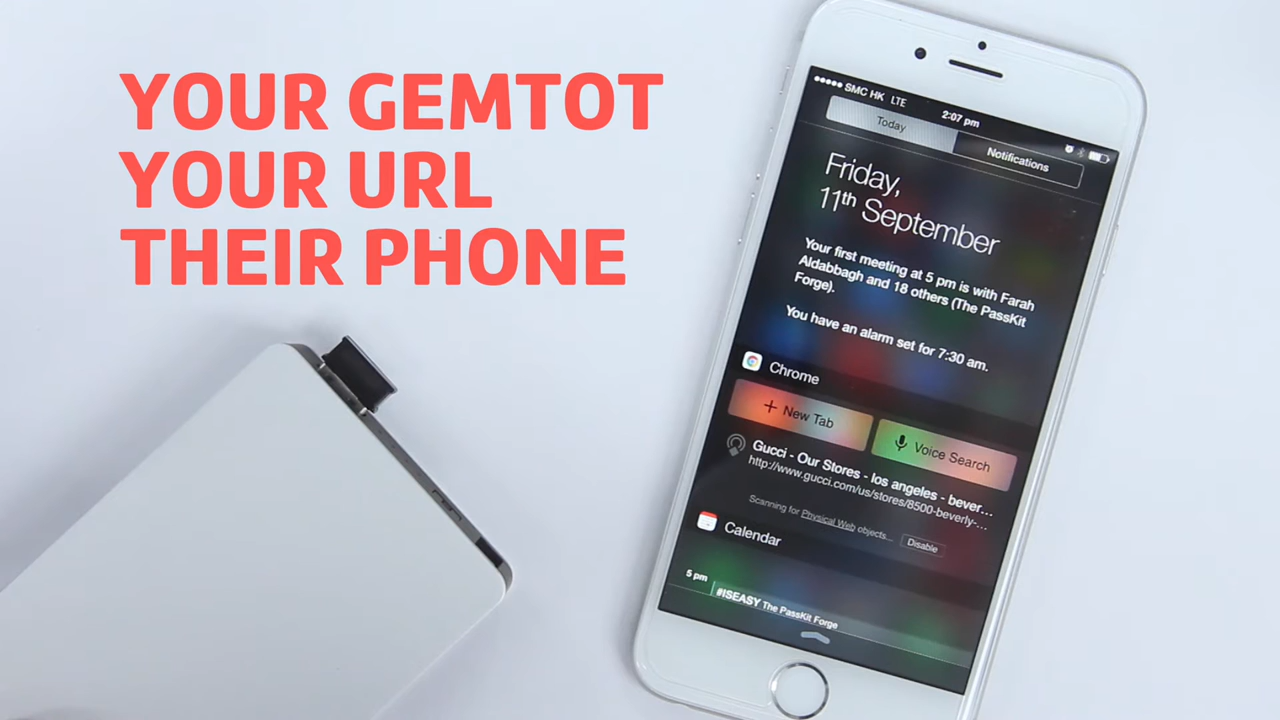 YOUR GEMTOT
YOUR URL
THEIR PHONE
SMC HK LTE
2:07 pm
Today
Notifications
Friday,
11th September
Your first meeting at 5 pm is with Farah
Aldabbagh and 18 others (The PassKit
Forge).
You have an alarm set for 7:30 am.
Chrome
+ New Tab
Voice Search
Gucci - Our Stores - los angeles - bever...
http://www.gucci.com/us/stores/8500-beverly-...
Scanning for Physical Web objects...
Disable
Calendar
5 pm
#ISEASY The PassKit Forge